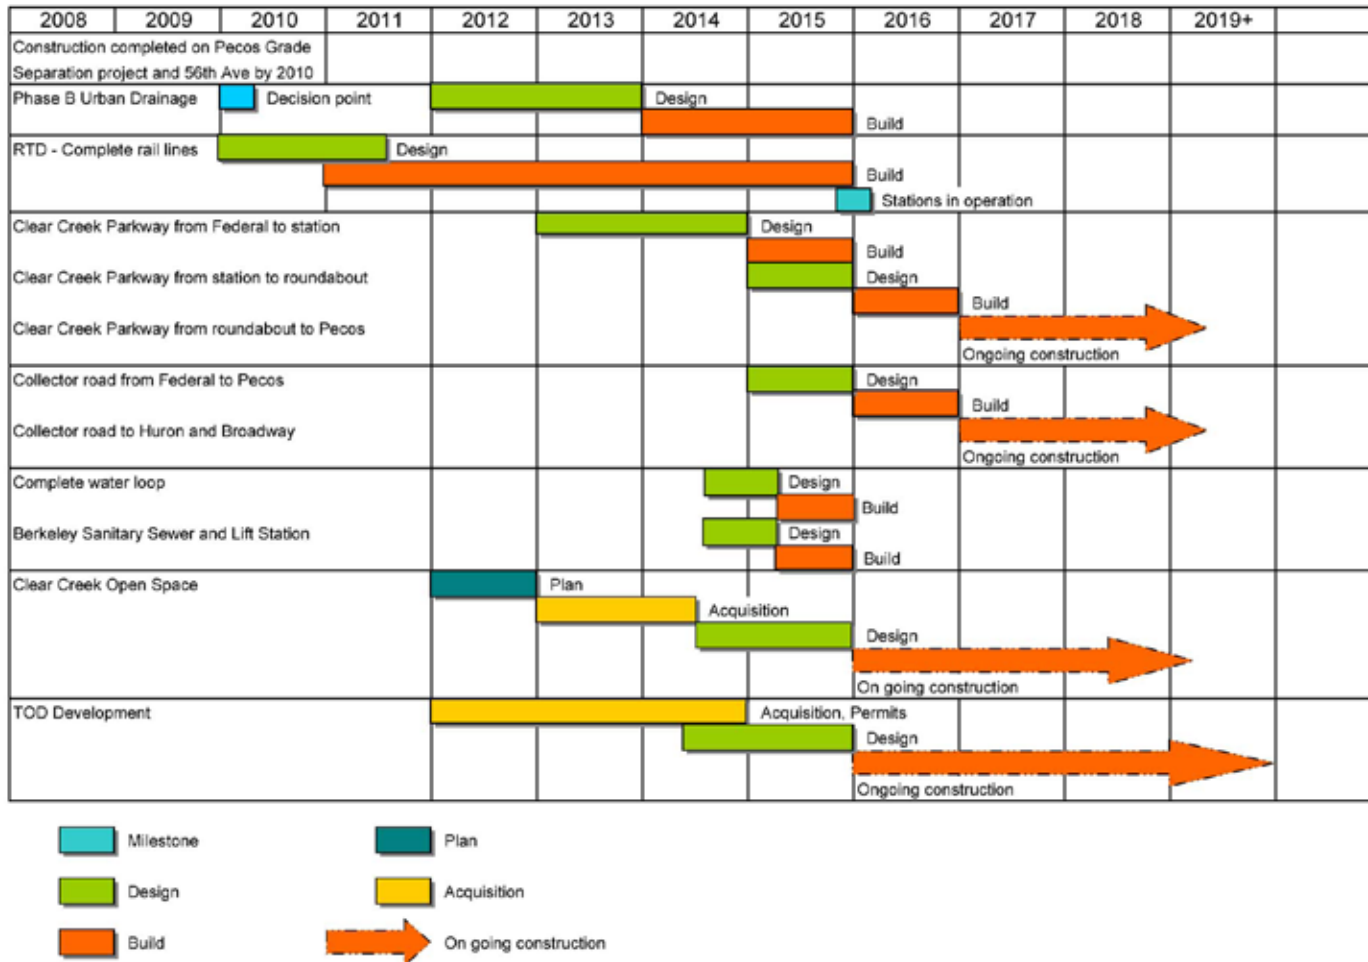 2008 2009 2010 2011 2012 2013 2014 2015 2016 2017 2018 2019+
Construction completed on Pecos Grade
Separation project and 56th Ave by 2010
Phase B Urban Drainage Decision point Design
Build
RTD - Complete rail lines Design
Build
Stations in operation
Clear Creek Parkway from Federal to station Design
Build
Clear Creek Parkway from station to roundabout Design
Build
Clear Creek Parkway from roundabout to Pecos
Ongoing construction
Collector road from Federal to Pecos Design
Build
Collector road to Huron and Broadway
Ongoing construction
Complete water loop Design
Build
Berkeley Sanitary Sewer and Lift Station Design
Build
Clear Creek Open Space Plan
Acquisition
Design
On going construction
TOD Development Acquisition, Permits
Design
Ongoing construction
Milestone Plan
Design Acquisition
Build On going construction